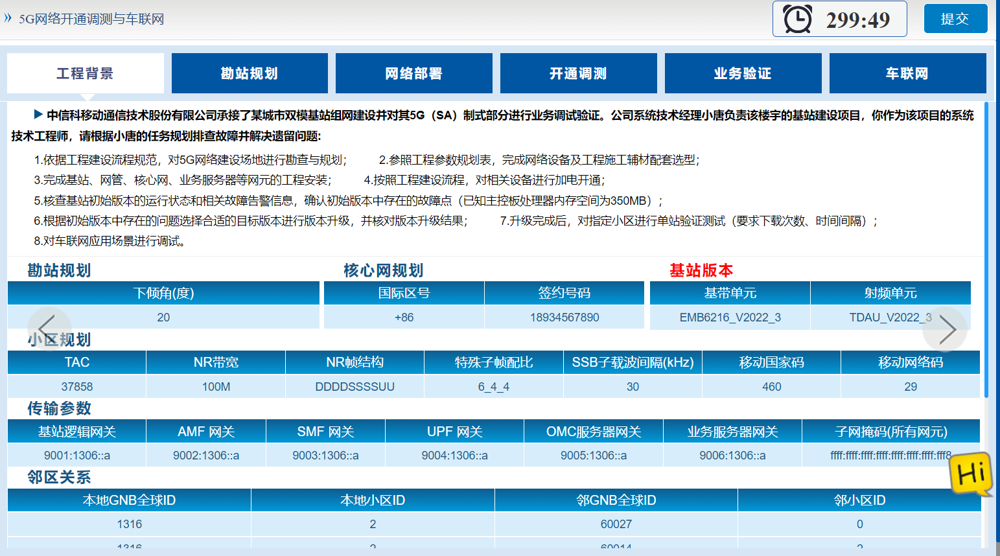 5G网络开通调测与车联网
299:49
提交
工程背景 勘站规划 网络部署 开通调测 业务验证 车联网
中信科移动通信技术股份有限公司承接了某城市双模基站组网建设并对其5G（SA）制式部分进行业务调试验证。公司系统技术经理小唐负责该楼宇的基站建设项目，你作为该项目的系统
技术工程师，请根据小唐的任务规划排查故障并解决遗留问题:
1.依据工程建设流程规范，对5G网络建设场地进行勘查与规划； 2.参照工程参数规划表，完成网络设备及工程施工辅材配套选型；
3.完成基站、网管、核心网、业务服务器等网元的工程安装； 4.按照工程建设流程，对相关设备进行加电开通；
5.核查基站初始版本的运行状态和相关故障告警信息，确认初始版本中存在的故障点（已知主控板处理器内存空间为350MB）；
6.根据初始版本中存在的问题选择合适的目标版本进行版本升级，并核对版本升级结果； 7.升级完成后，对指定小区进行单站验证测试（要求下载次数、时间间隔）；
8.对车联网应用场景进行调试。
勘站规划 核心网规划 基站版本
下倾角(度) 国际区号 签约号码 基带单元 射频单元
20 +86 18934567890 EMB6216_V2022_3 TDAU_V2022_3
小区规划
TAC NR带宽 NR帧结构 特殊子帧配比 SSB子载波间隔(kHz) 移动国家码 移动网络码
37858 100M DDDDSSSSUU 6_4_4 30 460 29
传输参数
基站逻辑网关 AMF 网关 SMF 网关 UPF 网关 OMC服务器网关 业务服务器网关 子网掩码(所有网元)
9001:1306::a 9002:1306::a 9003:1306::a 9004:1306::a 9005:1306::a 9006:1306::a ffff:ffff:ffff:ffff:ffff:ffff:ffff:fff8
Hi
邻区关系
本地GNB全球ID 本地小区ID 邻GNB全球ID 邻小区ID
1316 2 60027 0
1316 2 60014 2